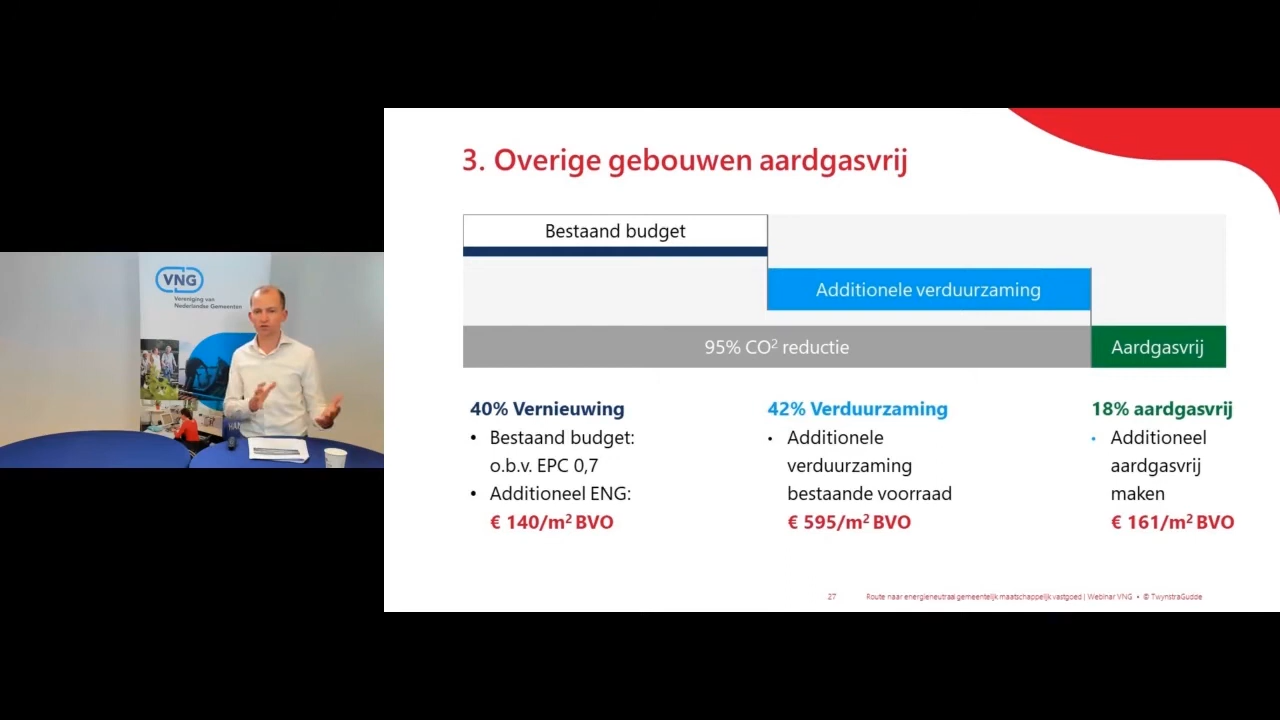 VNG
Vereniging van
Nederlandse Gemeenten
HAN
3. Overige gebouwen aardgasvrij
Bestaand budget
Additionele verduurzaming
95% CO² reductie
Aardgasvrij
40% Vernieuwing
• Bestaand budget:
o.b.v. EPC 0,7
• Additioneel ENG:
€ 140/m² BVO
42% Verduurzaming
• Additionele
verduurzaming
bestaande voorraad
€ 595/m² BVO
18% aardgasvrij
• Additioneel
aardgasvrij
maken
€ 161/m² BVO
27
Route naar energieneutraal gemeentelijk maatschappelijk vastgoed | Webinar VNG • © TwynstraGudde